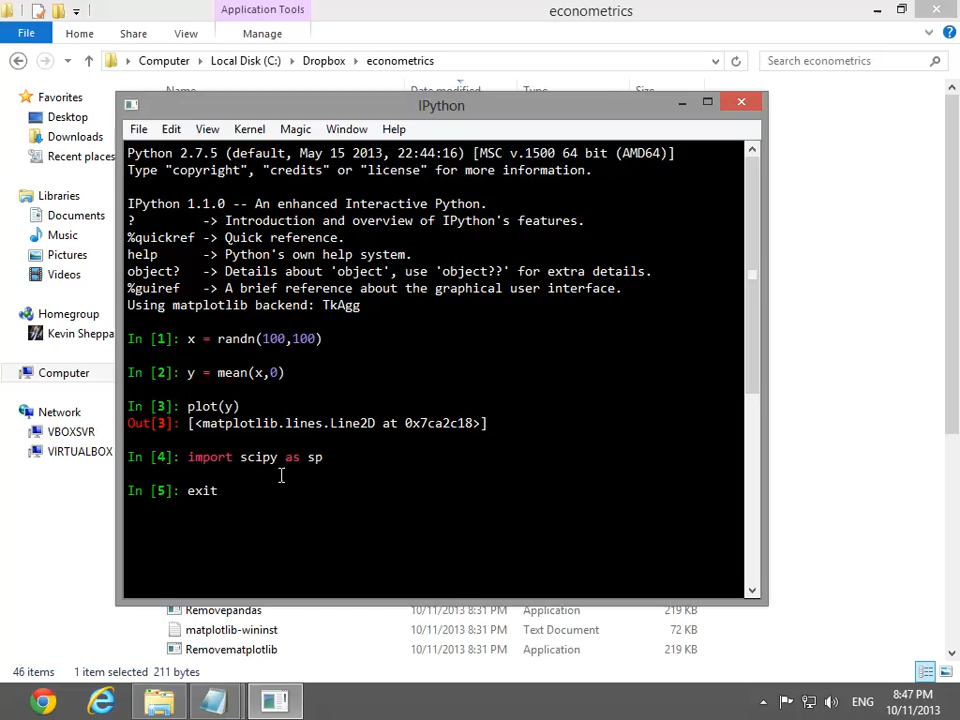 Application Tools
econometrics
File Home Share View Manage
Computer Local Disk (C:) Dropbox econometrics
Search econometrics
Favorites
Desktop
Downloads
Recent places
Libraries
Documents
Music
Pictures
Videos
Homegroup
Kevin Sheppa
Computer
Network
VBOXSVR
VIRTUALBOX
Name Date modified Type Size
IPython
File Edit View Kernel Magic Window Help
Python 2.7.5 (default, May 15 2013, 22:44:16) [MSC v.1500 64 bit (AMD64)]
Type "copyright", "credits" or "license" for more information.
IPython 1.1.0 -- An enhanced Interactive Python.
? -> Introduction and overview of IPython's features.
%quickref -> Quick reference.
help -> Python's own help system.
object? -> Details about 'object', use 'object??' for extra details.
%guiref -> A brief reference about the graphical user interface.
Using matplotlib backend: TkAgg
In [1]: x = randn(100,100)
In [2]: y = mean(x,0)
In [3]: plot(y)
Out[3]: [<matplotlib.lines.Line2D at 0x7ca2c18>]
In [4]: import scipy as sp
In [5]: exit
Removepandas 10/11/2013 8:31 PM Application 219 KB
matplotlib-wininst 10/11/2013 8:31 PM Text Document 72 KB
Removematplotlib 10/11/2013 8:31 PM Application 219 KB
46 items 1 item selected 211 bytes
ENG
8:47 PM
10/11/2013